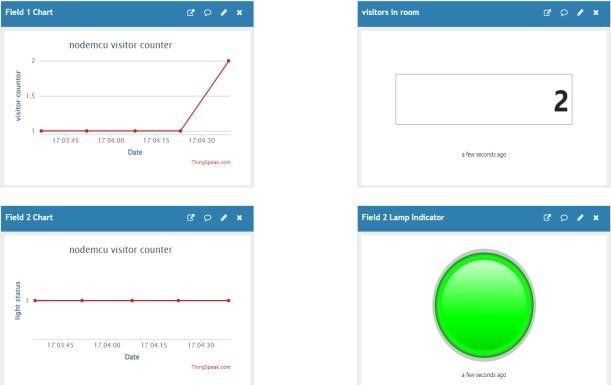 Field 1 Chart
nodemcu visitor counter
visitor countor
2
1.5
1
17:03:45 17:04:00 17:04:15 17:04:30
Date
ThingSpeak.com
visitors in room
2
a few seconds ago
Field 2 Chart
nodemcu visitor counter
light status
1
17:03:45 17:04:00 17:04:15 17:04:30
Date
ThingSpeak.com
Field 2 Lamp Indicator
a few seconds ago